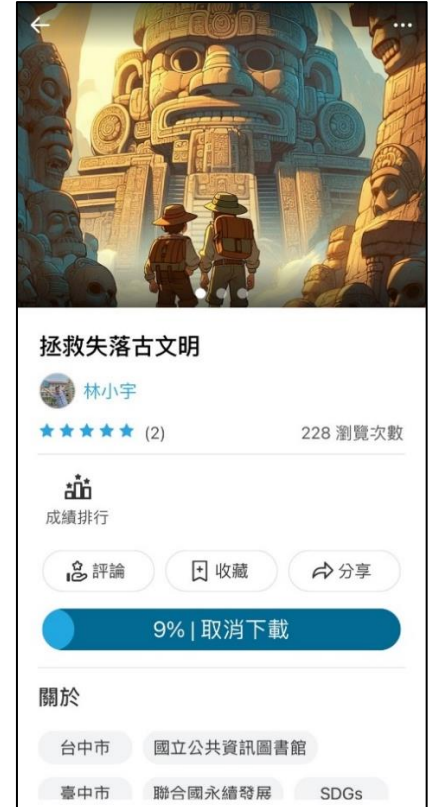 拯救失落古文明
林小宇
(2) 228 瀏覽次數
成績排行
評論 收藏 分享
9% | 取消下載
關於
台中市 國立公共資訊圖書館
臺中市 聯合國永續發展 SDGs